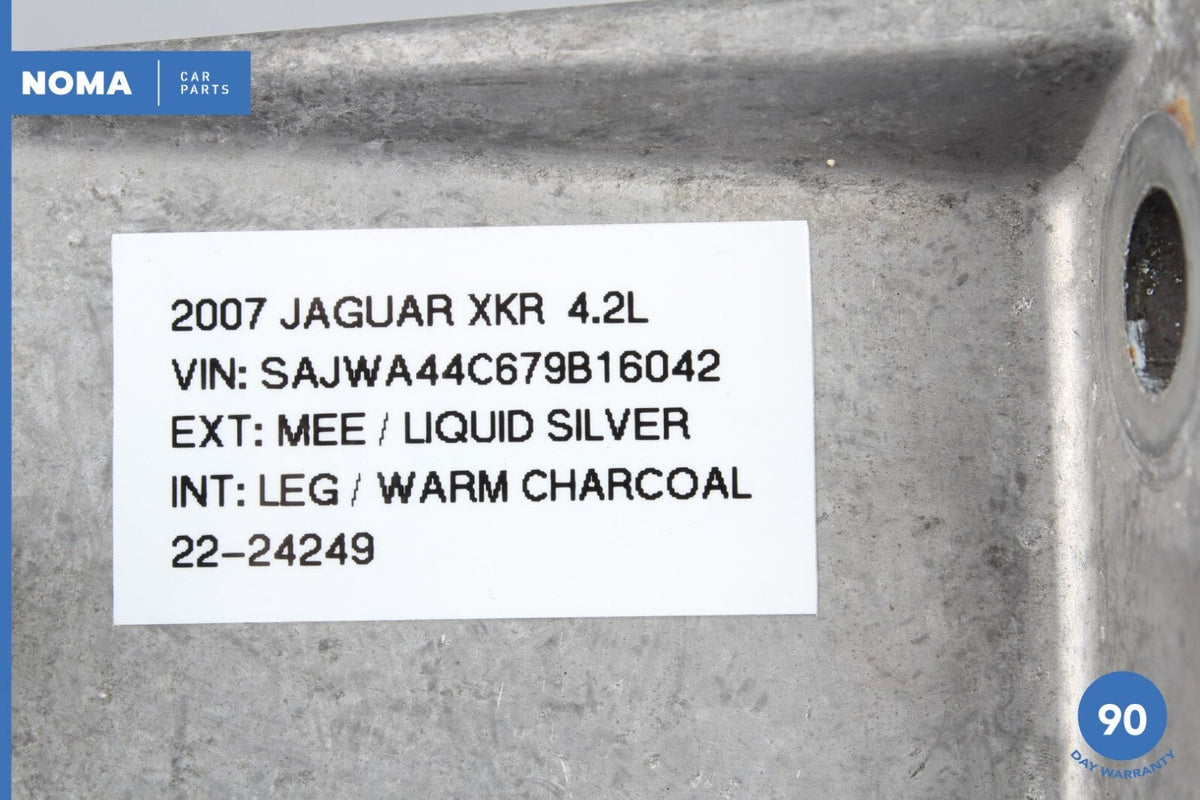 NOMA
CAR
PARTS
2007 JAGUAR XKR 4.2L
VIN: SAJWA44C679B16042
EXT: MEE / LIQUID SILVER
INT: LEG / WARM CHARCOAL
22-24249
90
DAY WARRANTY